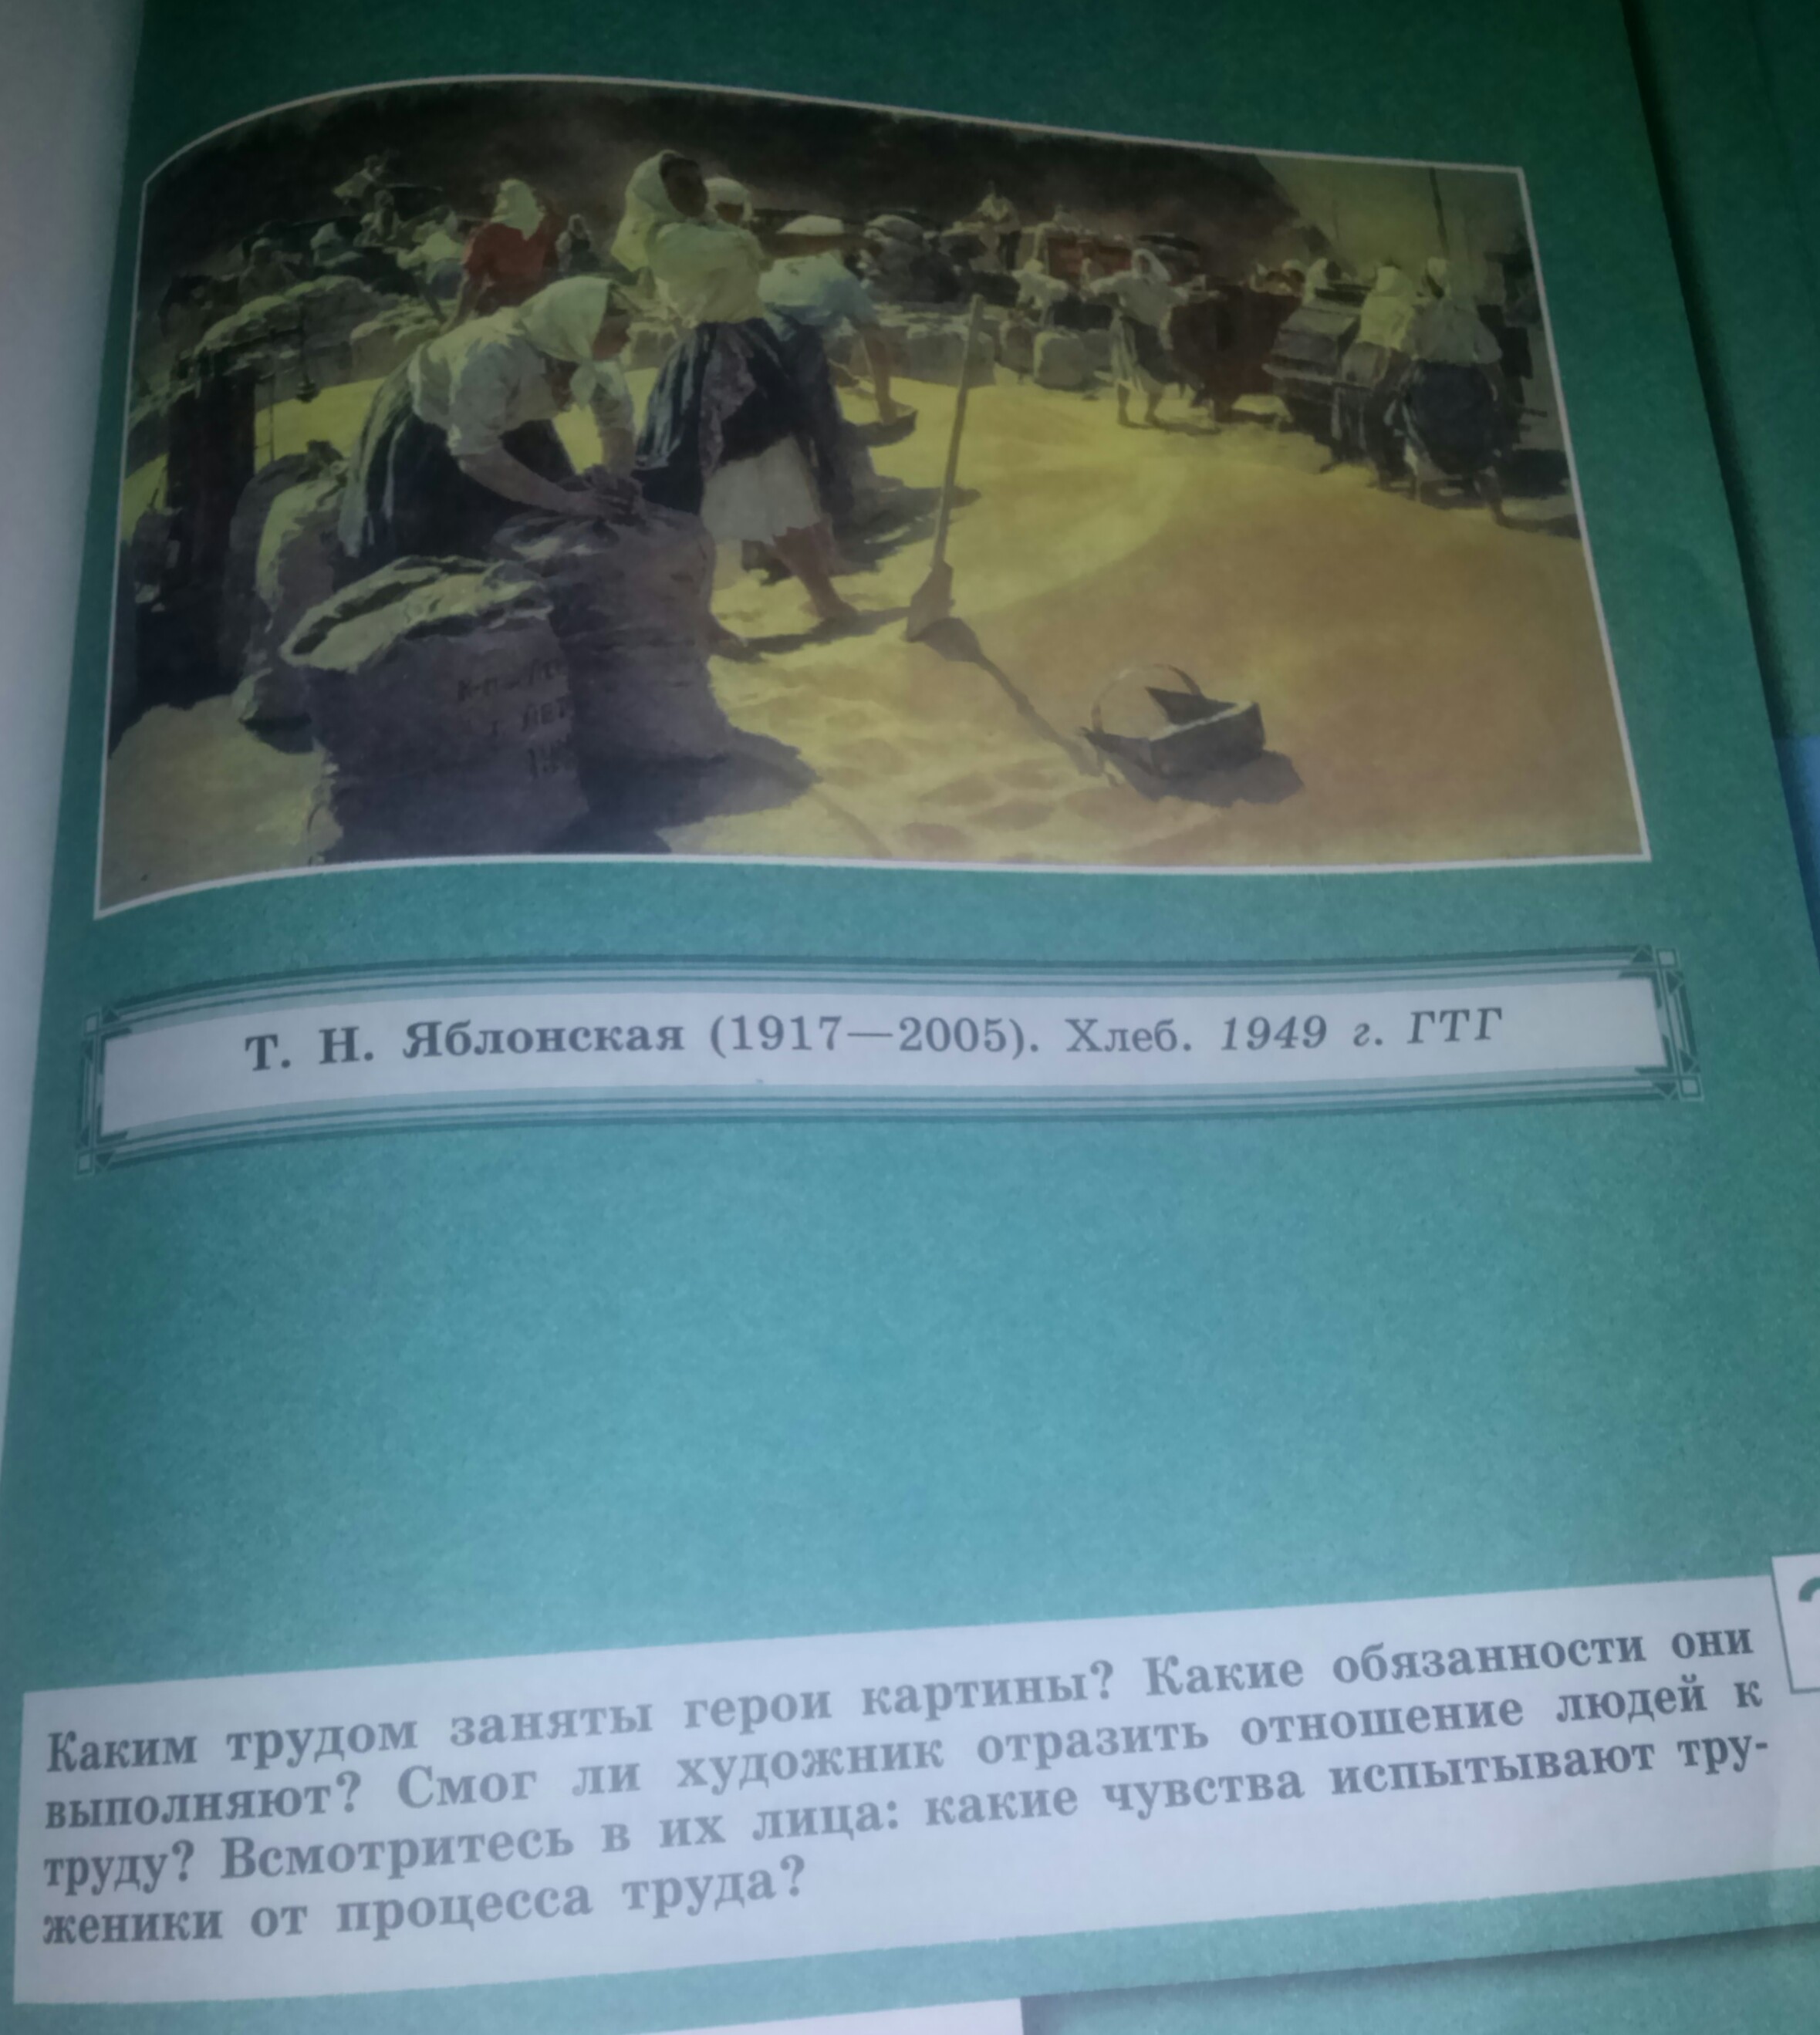 Т. Н. Яблонская (1917—2005). Хлеб. 1949 г. ГТГ
Каким трудом заняты герои картины? Какие обязанности они
выполняют? Смог ли художник отразить отношение людей к
труду? Всмотритесь в их лица: какие чувства испытывают тру-
женики от процесса труда?